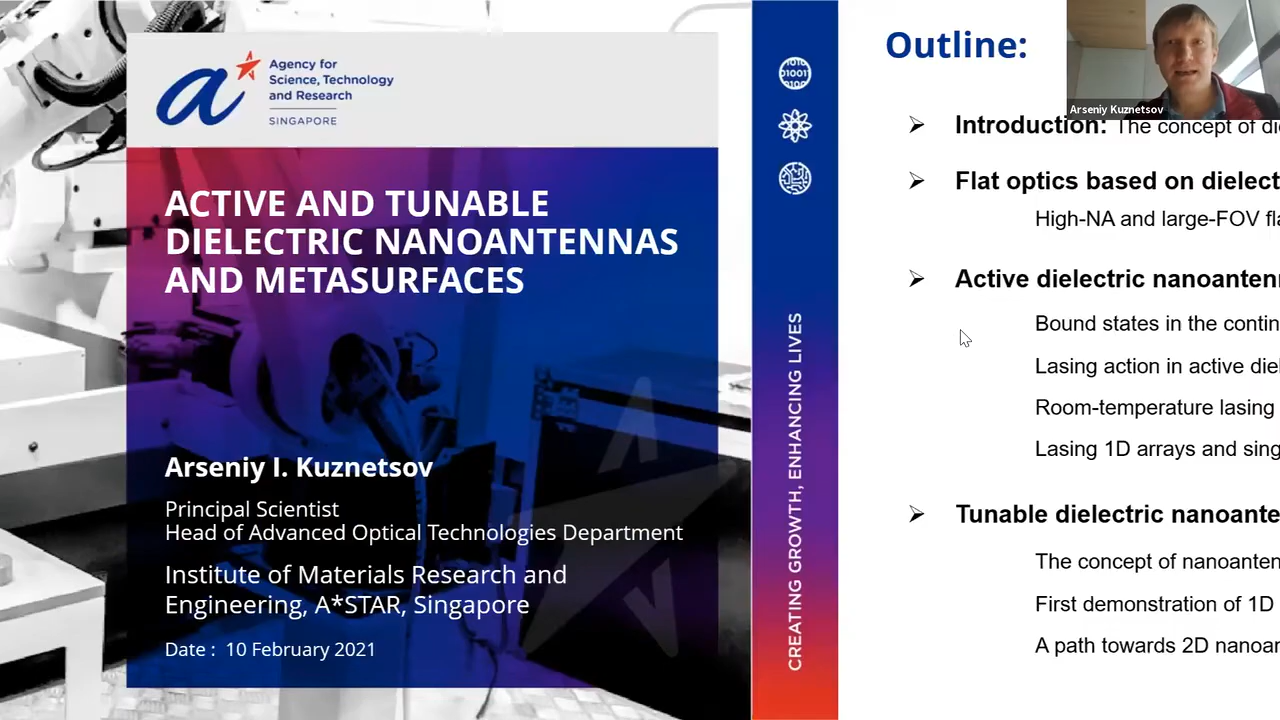 Agency for
Science, Technology
and Research
SINGAPORE
ACTIVE AND TUNABLE
DIELECTRIC NANOANTENNAS
AND METASURFACES
Arseniy I. Kuznetsov
Principal Scientist
Head of Advanced Optical Technologies Department
Institute of Materials Research and
Engineering, A*STAR, Singapore
Date : 10 February 2021
CREATING GROWTH, ENHANCING LIVES
Outline:
Arseniy Kuznetsov
Introduction: The concept of di
Flat optics based on dielect
High-NA and large-FOV fla
Active dielectric nanoantenn
Bound states in the contin
Lasing action in active diel
Room-temperature lasing
Lasing 1D arrays and sing
Tunable dielectric nanoante
The concept of nanoanten
First demonstration of 1D
A path towards 2D nanoan